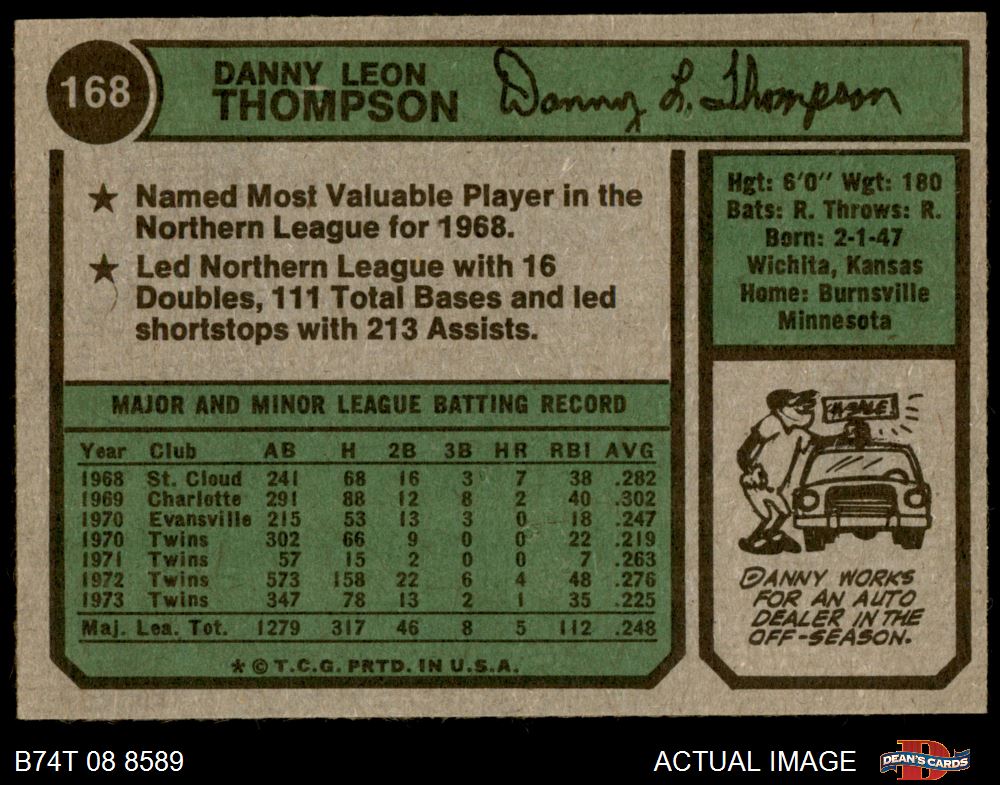 168
DANNY LEON
THOMPSON
Danny L. Thompson
★ Named Most Valuable Player in the
Northern League for 1968.
★ Led Northern League with 16
Doubles, 111 Total Bases and led
shortstops with 213 Assists.
Hgt: 6'0" Wgt: 180
Bats: R. Throws: R.
Born: 2-1-47
Wichita, Kansas
Home: Burnsville
Minnesota
MAJOR AND MINOR LEAGUE BATTING RECORD
Year Club AB H 2B 3B HR RBI AVG
1968 St. Cloud 241 68 16 3 7 38 .282
1969 Charlotte 291 88 12 8 2 40 .302
1970 Evansville 215 53 13 3 0 18 .247
1970 Twins 302 66 9 0 0 22 .219
1971 Twins 57 15 2 0 0 7 .263
1972 Twins 573 158 22 6 4 48 .276
1973 Twins 347 78 13 2 1 35 .225
Maj. Lea. Tot. 1279 317 46 8 5 112 .248
* © T.C.G. PRTD. IN U.S.A.
DANNY WORKS
FOR AN AUTO
DEALER IN THE
OFF-SEASON.
B74T 08 8589
ACTUAL IMAGE
DEAN'S CARDS